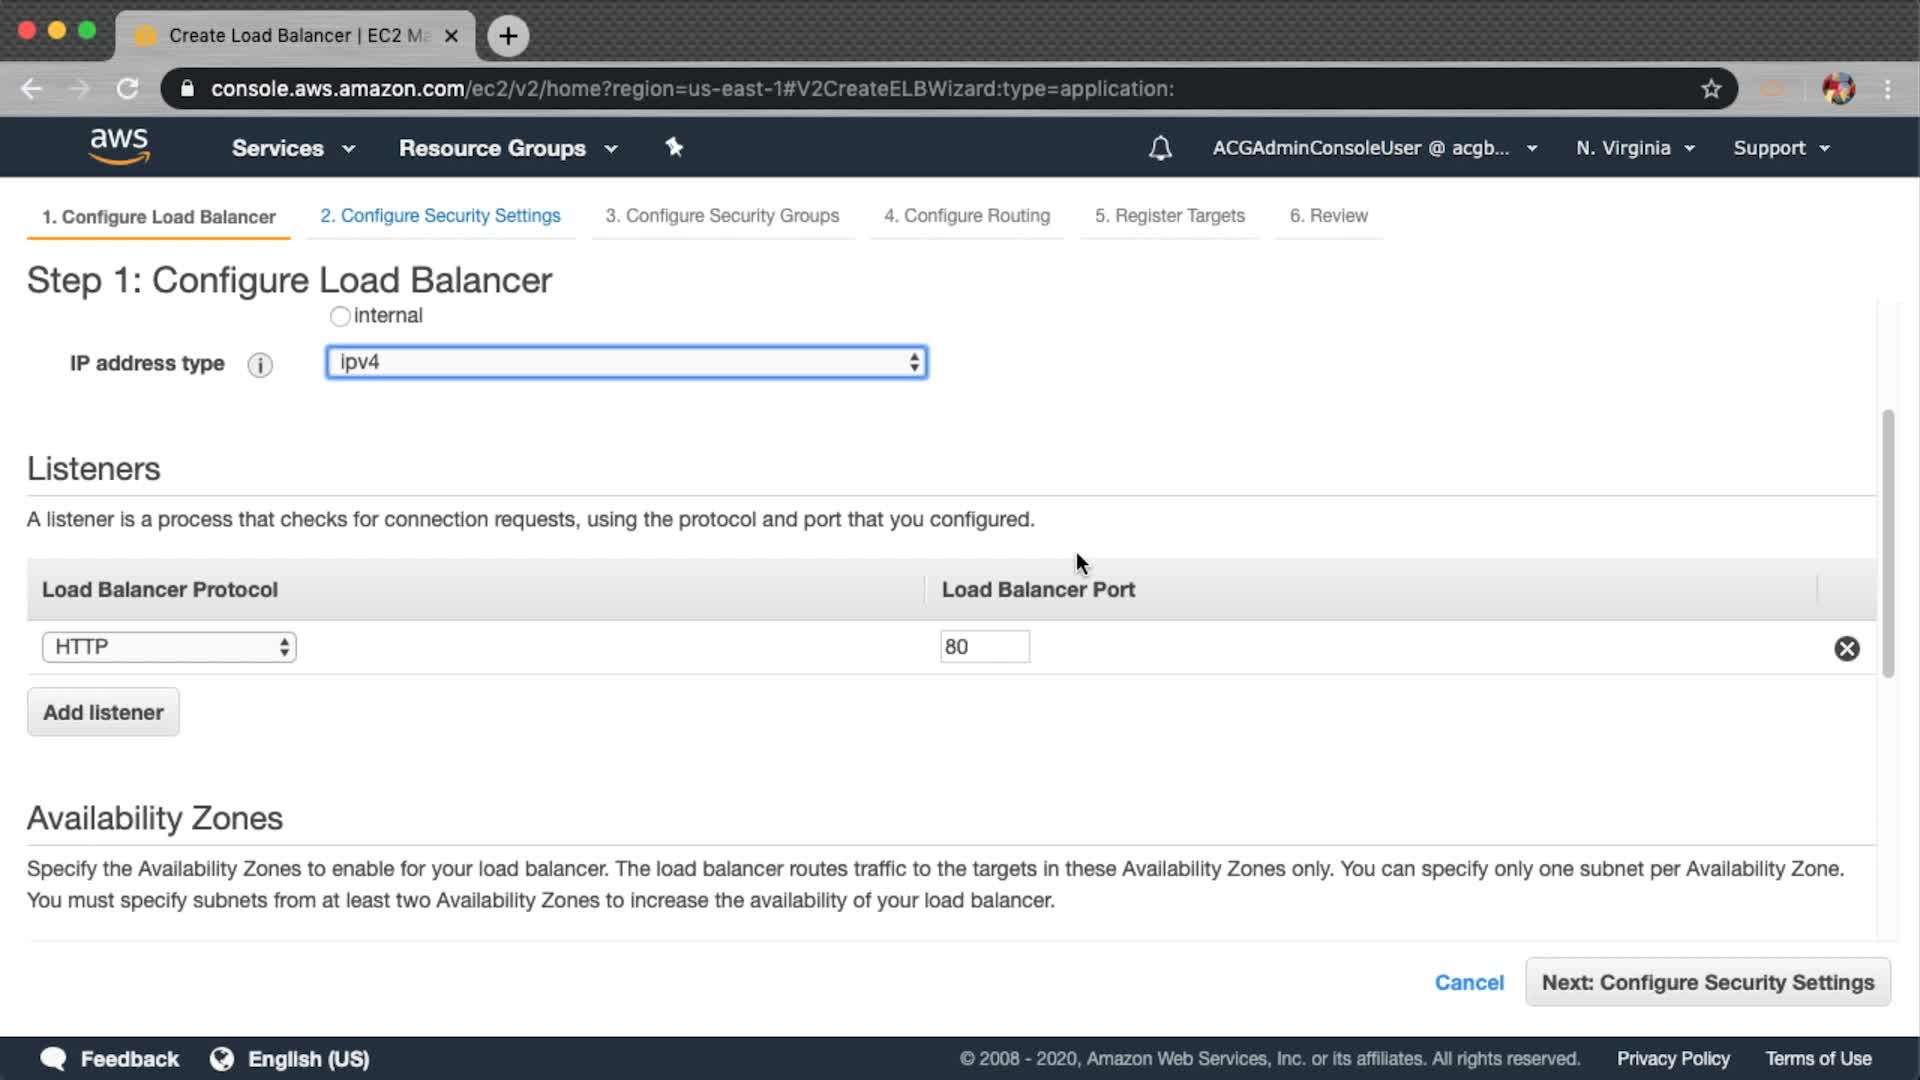 Create Load Balancer | EC2 Ma
console.aws.amazon.com/ec2/v2/home?region=us-east-1#V2CreateELBWizard:type=application:
aws Services Resource Groups ACGAdminConsoleUser @ acgb... N. Virginia Support
1. Configure Load Balancer 2. Configure Security Settings 3. Configure Security Groups 4. Configure Routing 5. Register Targets 6. Review
Step 1: Configure Load Balancer
internal
IP address type i ipv4
Listeners
A listener is a process that checks for connection requests, using the protocol and port that you configured.
Load Balancer Protocol Load Balancer Port
HTTP 80
Add listener
Availability Zones
Specify the Availability Zones to enable for your load balancer. The load balancer routes traffic to the targets in these Availability Zones only. You can specify only one subnet per Availability Zone.
You must specify subnets from at least two Availability Zones to increase the availability of your load balancer.
Cancel Next: Configure Security Settings
Feedback English (US) © 2008 - 2020, Amazon Web Services, Inc. or its affiliates. All rights reserved. Privacy Policy Terms of Use